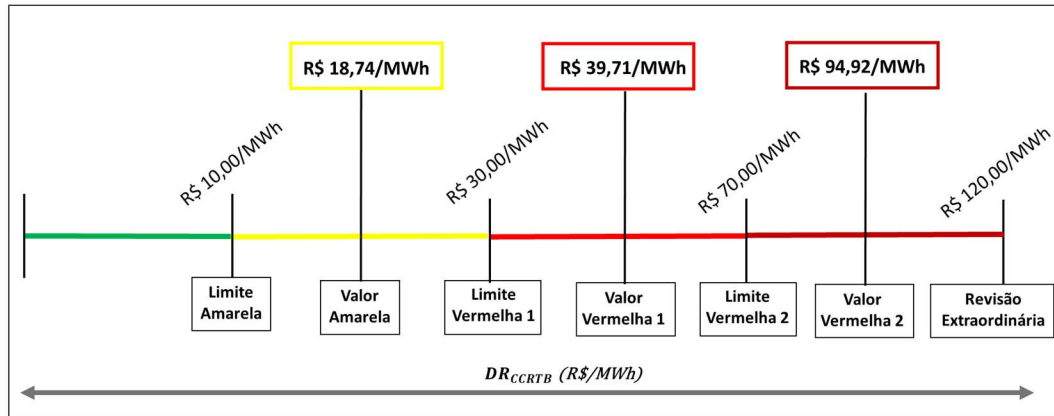 R$ 18,74/MWh
R$ 39,71/MWh
R$ 94,92/MWh
R$ 10,00/MWh
R$ 30,00/MWh
R$ 70,00/MWh
R$ 120,00/MWh
Limite
Amarela
Valor
Amarela
Limite
Vermelha 1
Valor
Vermelha 1
Limite
Vermelha 2
Valor
Vermelha 2
Revisão
Extraordinária
DR_CCRTB (R$/MWh)